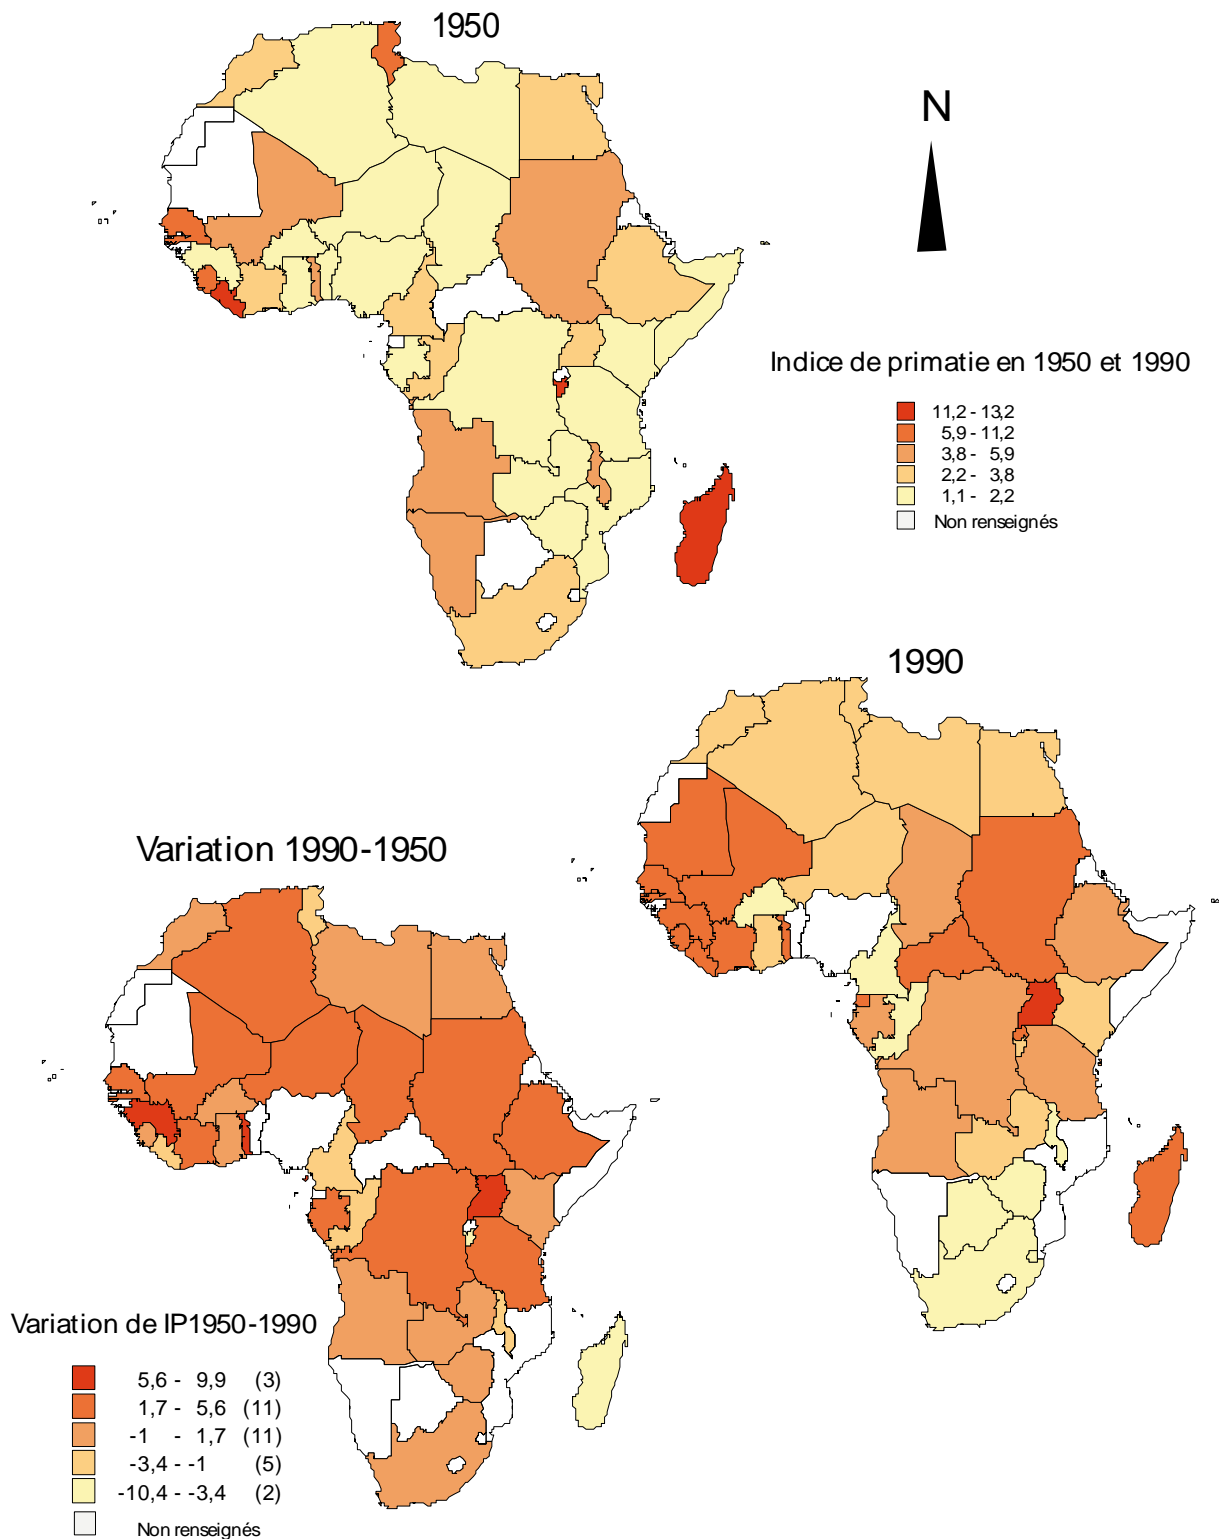 1950
N
Indice de primatie en 1950 et 1990
11,2 - 13,2
5,9 - 11,2
3,8 - 5,9
2,2 - 3,8
1,1 - 2,2
Non renseignés
1990
Variation 1990-1950
Variation de IP1950-1990
5,6 - 9,9 (3)
1,7 - 5,6 (11)
-1 - 1,7 (11)
-3,4 - -1 (5)
-10,4 - -3,4 (2)
Non renseignés